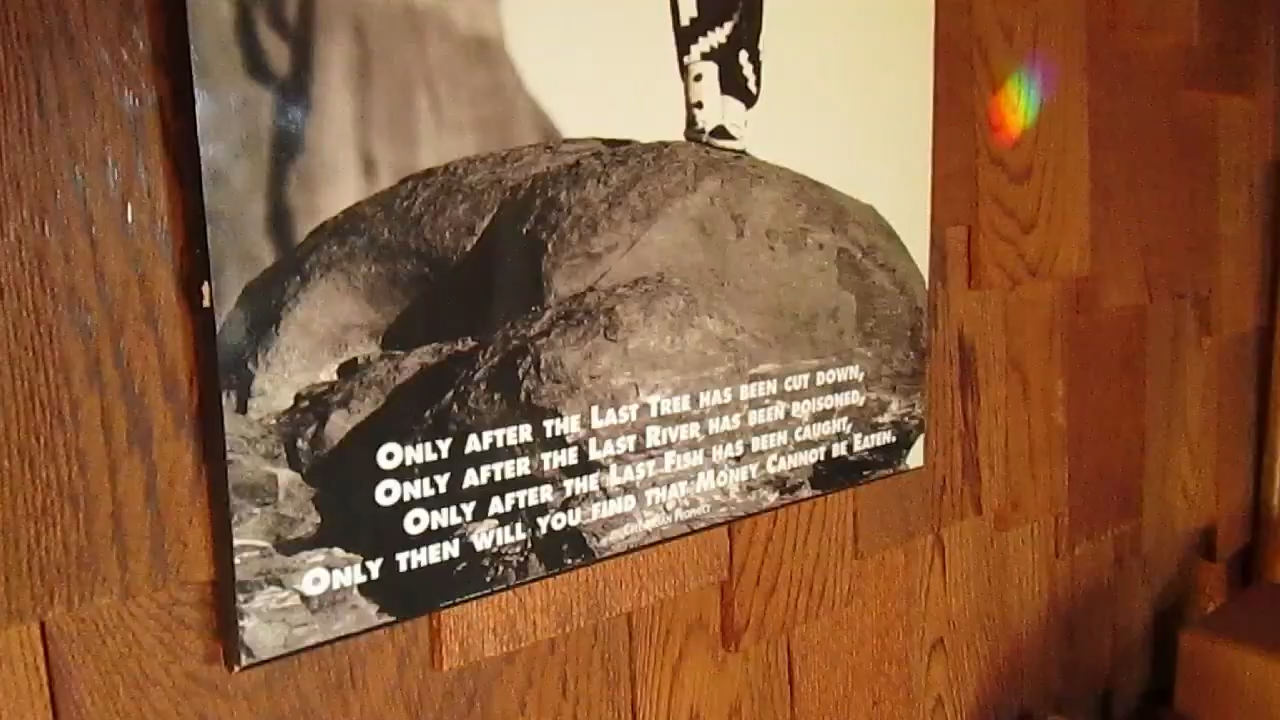 Only after the Last Tree has been cut down,
Only after the Last River has been poisoned,
Only after the Last Fish has been caught,
Only then will you find that Money Cannot be Eaten.
Prophecy